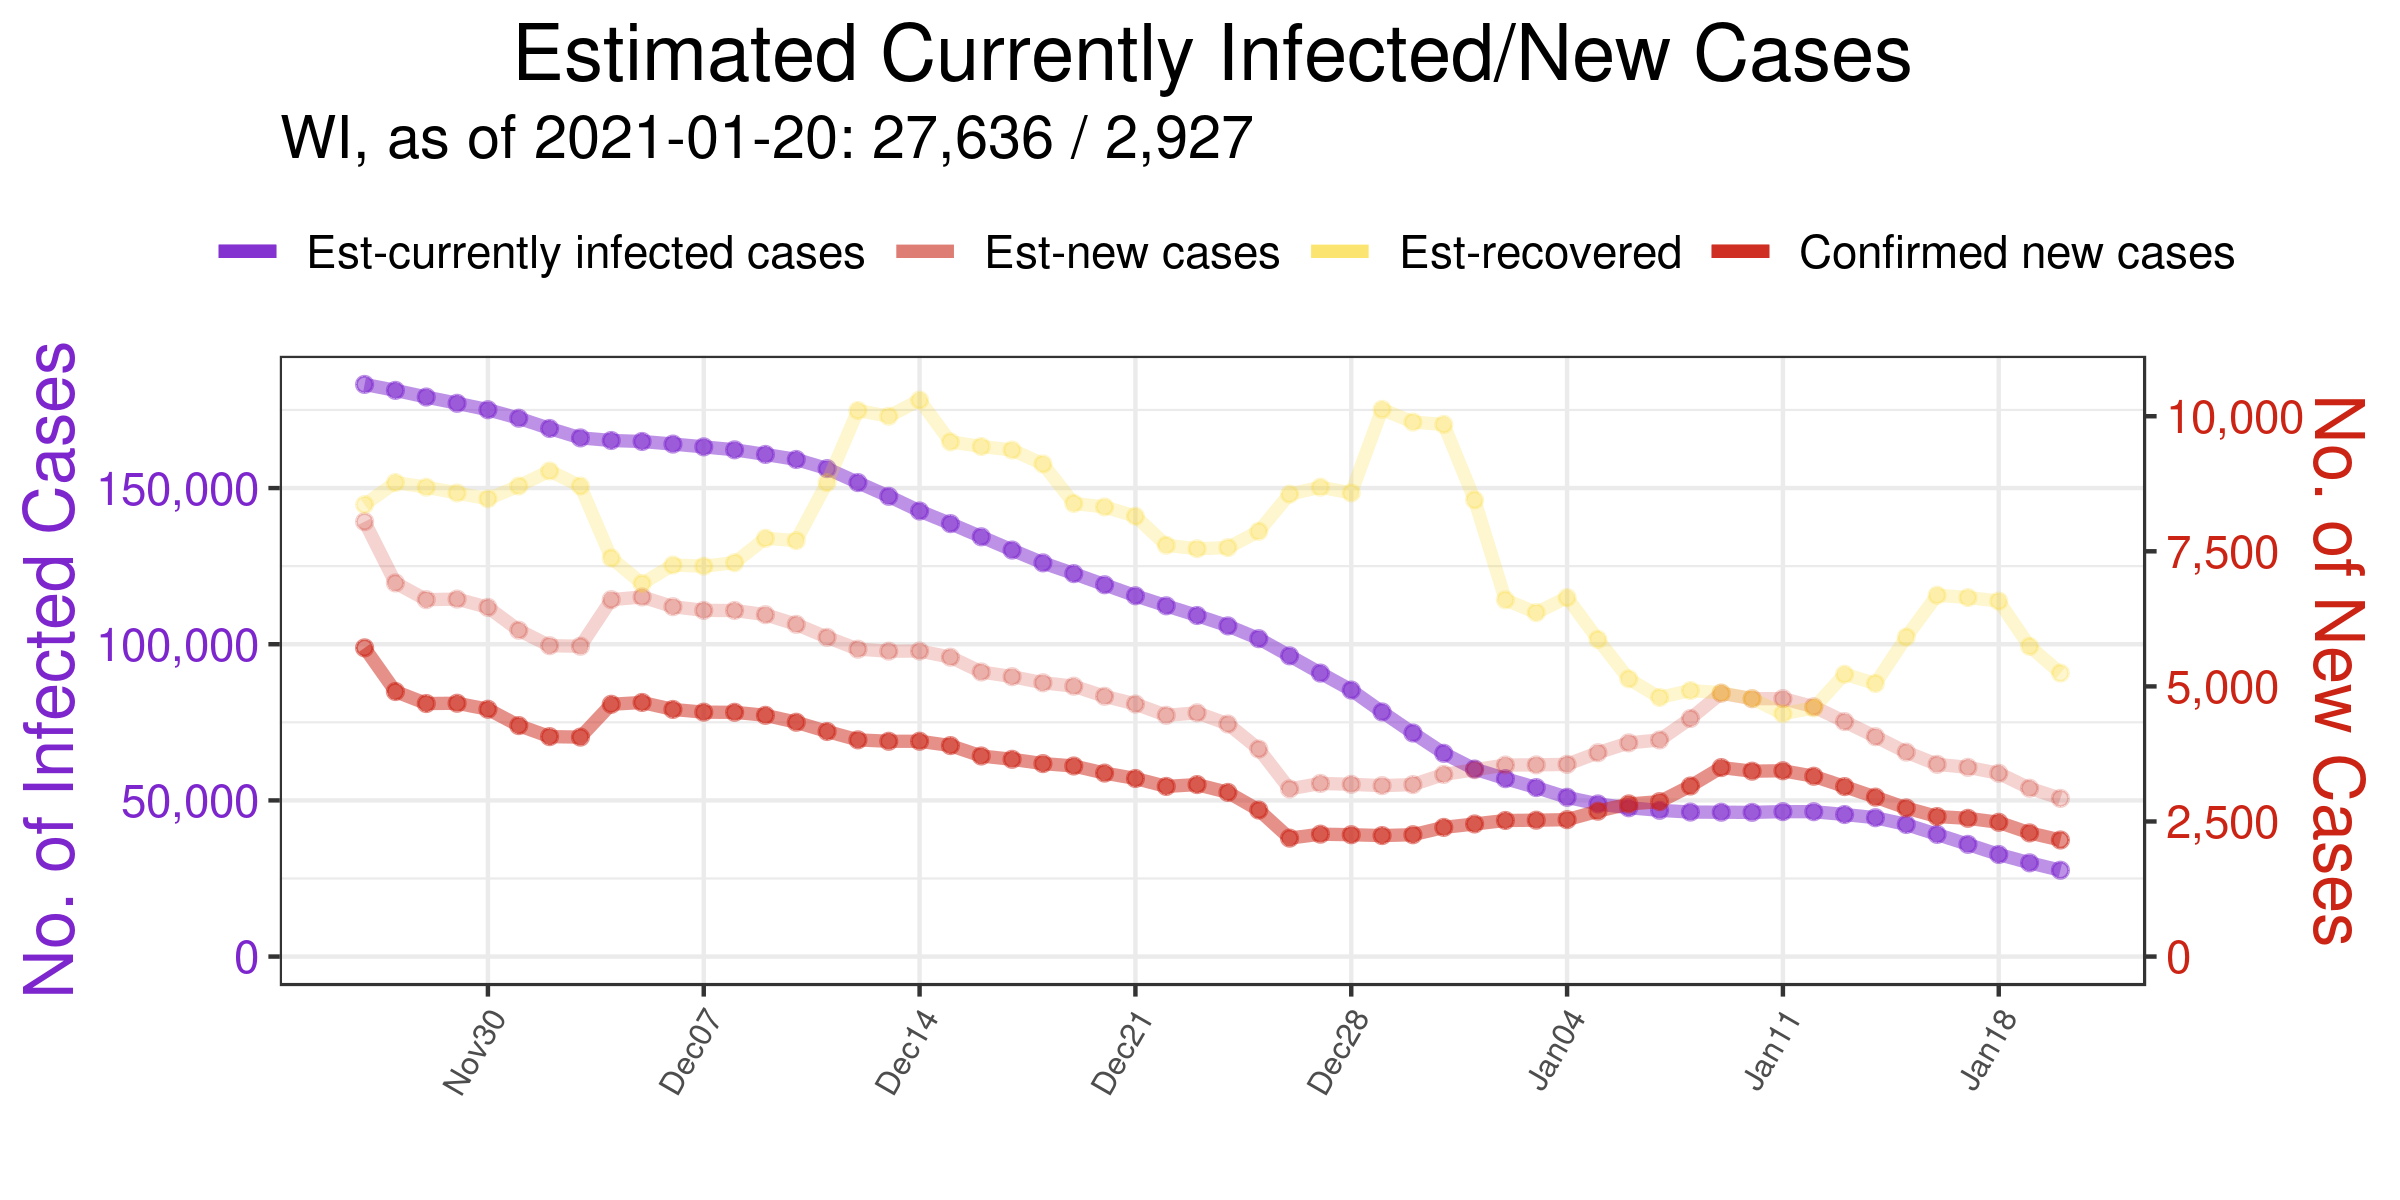 Estimated Currently Infected/New Cases
WI, as of 2021-01-20: 27,636 / 2,927
Est-currently infected cases Est-new cases Est-recovered Confirmed new cases
No. of Infected Cases
150,000
100,000
50,000
0
10,000
7,500
5,000
2,500
0
No. of New Cases
Nov30 Dec07 Dec14 Dec21 Dec28 Jan04 Jan11 Jan18